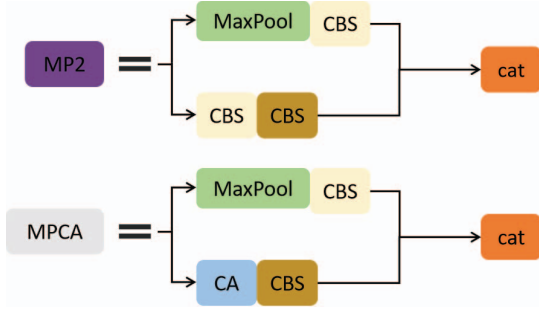 MaxPool CBS
MP2 = cat
CBS CBS
MaxPool CBS
MPCA = cat
CA CBS